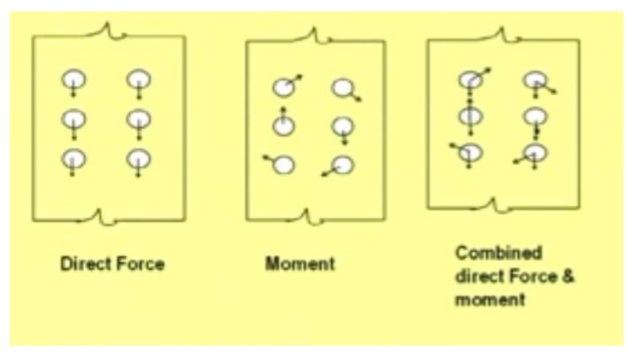 Direct Force
Moment
Combined
direct Force &
moment